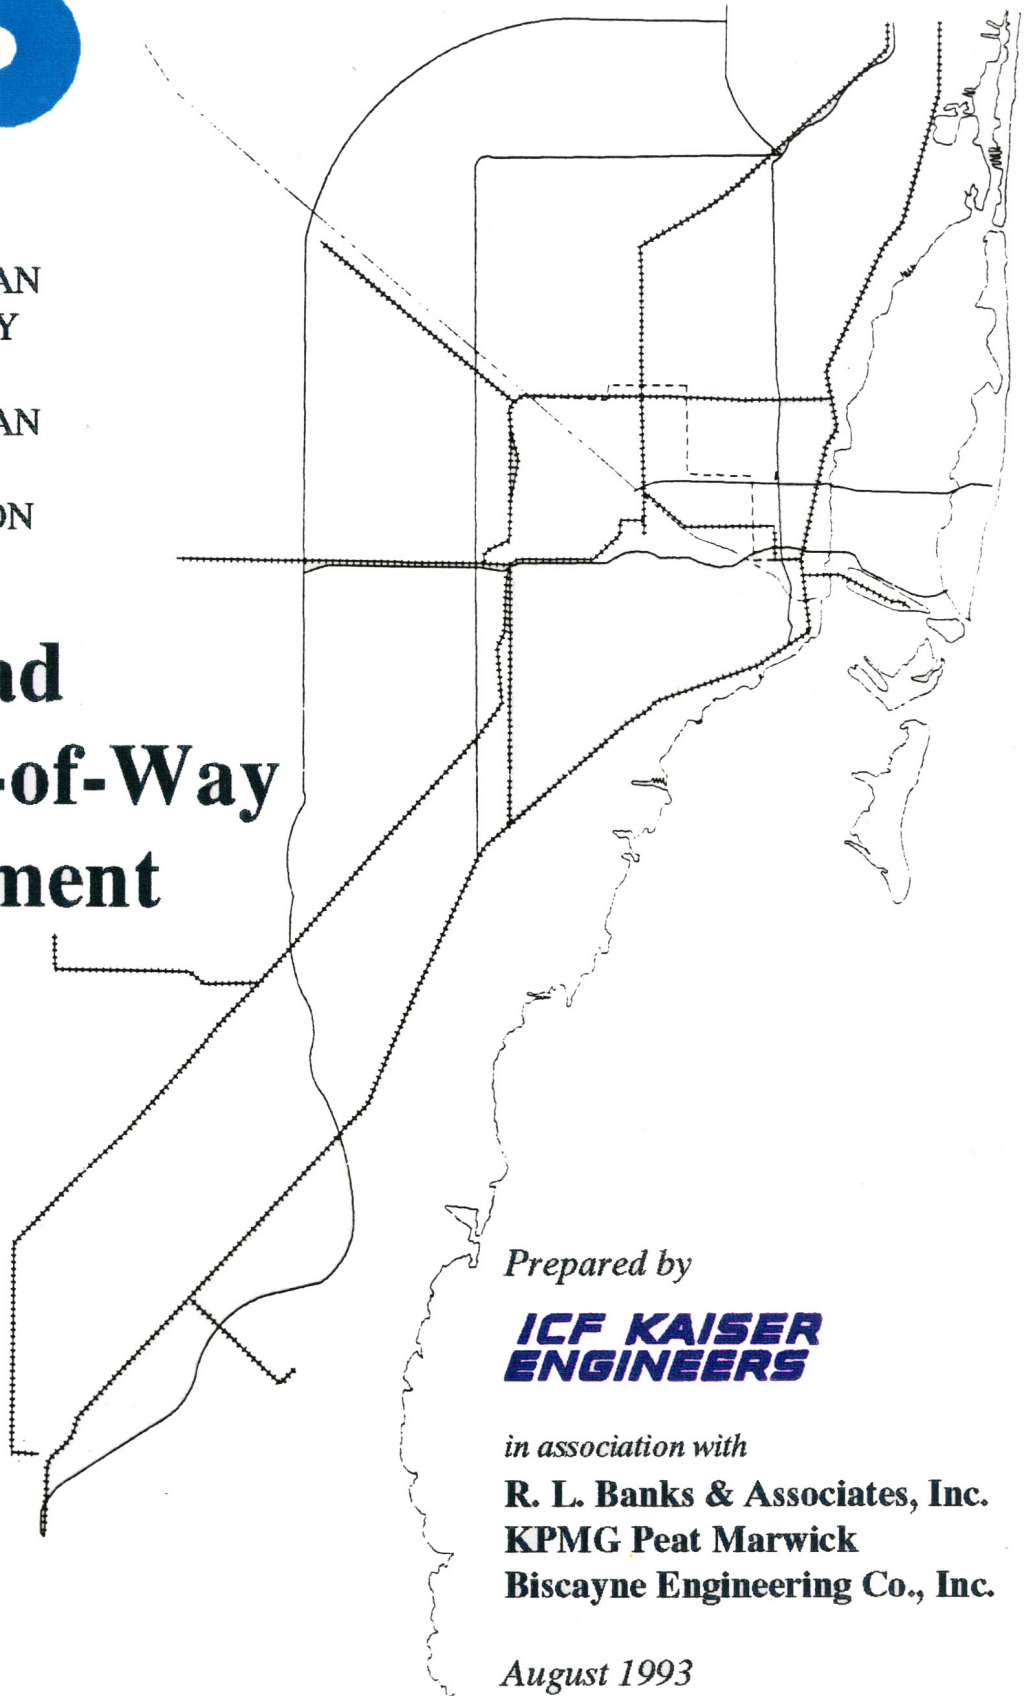 AN
Y
AN
ON
ad
-of-Way
ment
Prepared by
ICF KAISER
ENGINEERS
in association with
R. L. Banks & Associates, Inc.
KPMG Peat Marwick
Biscayne Engineering Co., Inc.
August 1993